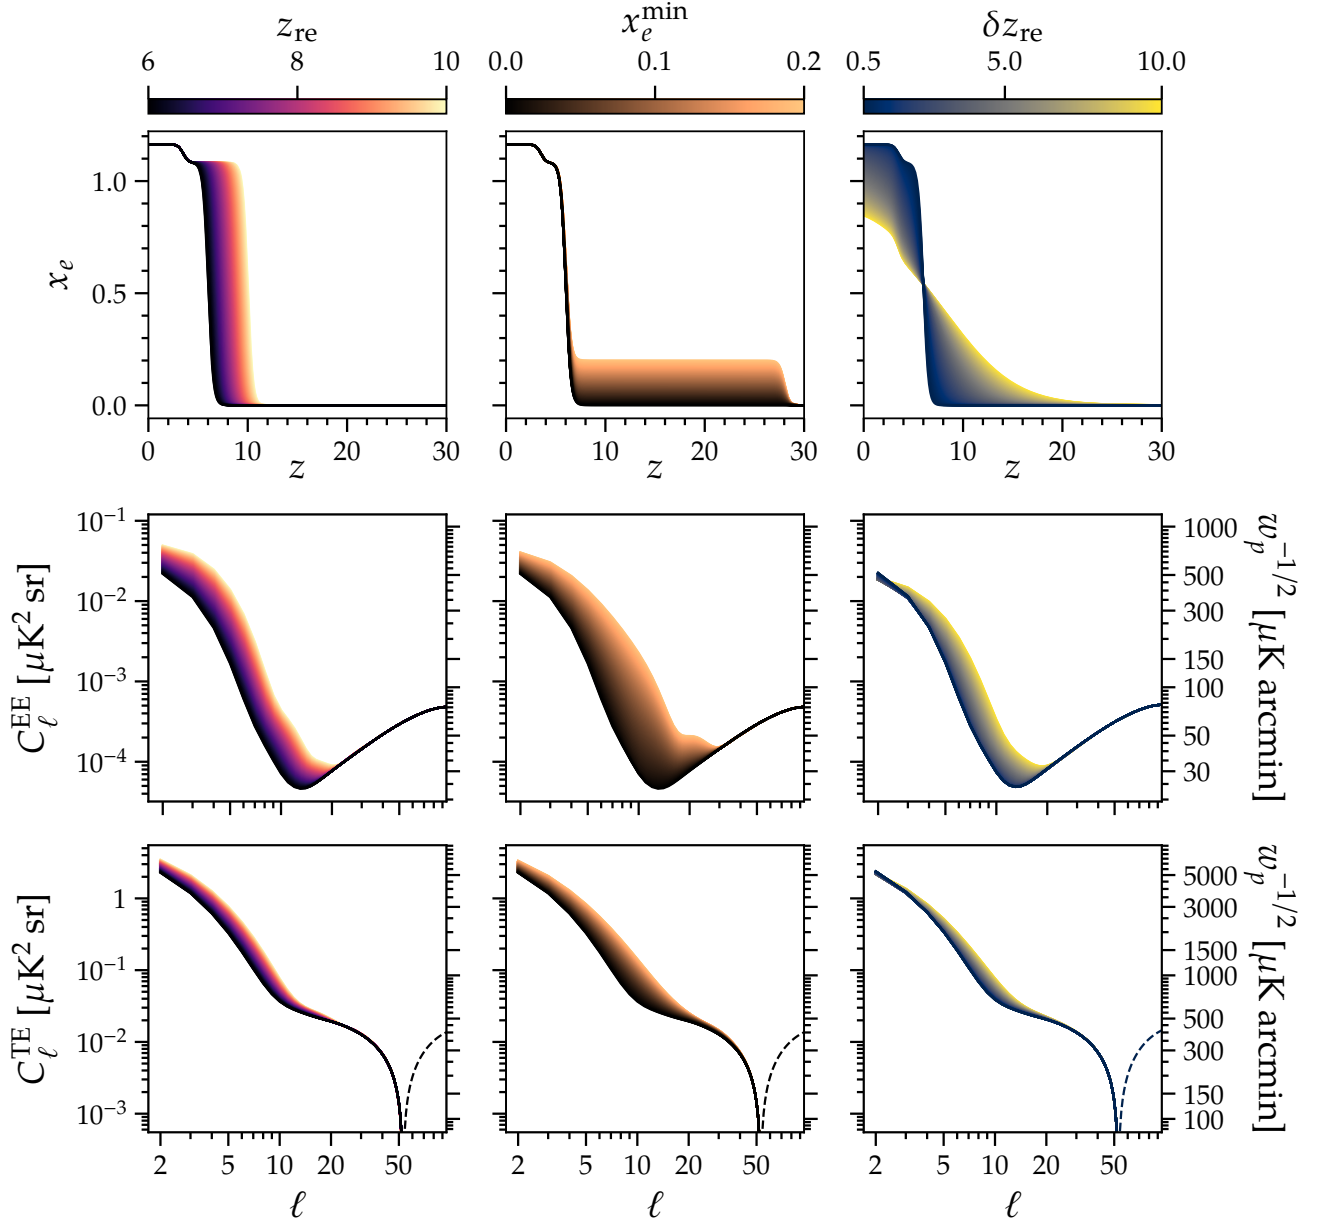 z_re x_e^min δz_re
6 8 10 0.0 0.1 0.2 0.5 5.0 10.0
x_e
1.0
0.5
0.0
0 10 20 30 0 10 20 30 0 10 20 30
z z z
C_ℓ^EE [μK² sr]
10⁻¹
10⁻²
10⁻³
10⁻⁴
w_p^−1/2 [μK arcmin]
1000
500
300
150
100
50
30
C_ℓ^TE [μK² sr]
1
10⁻¹
10⁻²
10⁻³
w_p^−1/2 [μK arcmin]
5000
3000
1500
1000
500
300
150
100
2 5 10 20 50 2 5 10 20 50 2 5 10 20 50
ℓ ℓ ℓ